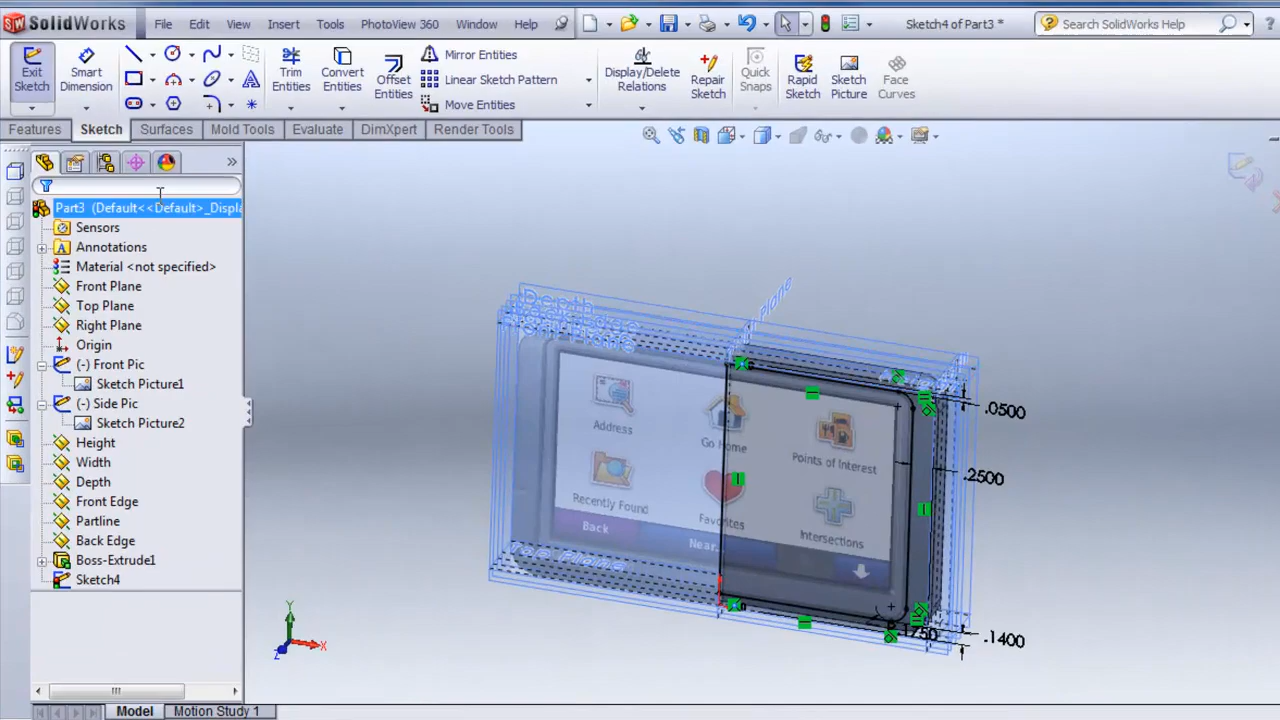 SolidWorks File Edit View Insert Tools PhotoView 360 Window Help Sketch4 of Part3 * Search SolidWorks Help
Exit Sketch
Smart Dimension
Trim Entities
Convert Entities
Offset Entities
Mirror Entities
Linear Sketch Pattern
Move Entities
Display/Delete Relations
Repair Sketch
Quick Snaps
Rapid Sketch
Sketch Picture
Face Curves
Features Sketch Surfaces Mold Tools Evaluate DimXpert Render Tools
Part3 (Default<<Default>_Displa
Sensors
Annotations
Material <not specified>
Front Plane
Top Plane
Right Plane
Origin
(-) Front Pic
Sketch Picture1
(-) Side Pic
Sketch Picture2
Height
Width
Depth
Front Edge
Partline
Back Edge
Boss-Extrude1
Sketch4
Depth
Plane
Address
Go Home
Points of Interest
Recently Found
Favorites
Intersections
Back
Near...
Top Plane
.0500
.2500
.1750
.1400
Y
X
Z
Model Motion Study 1